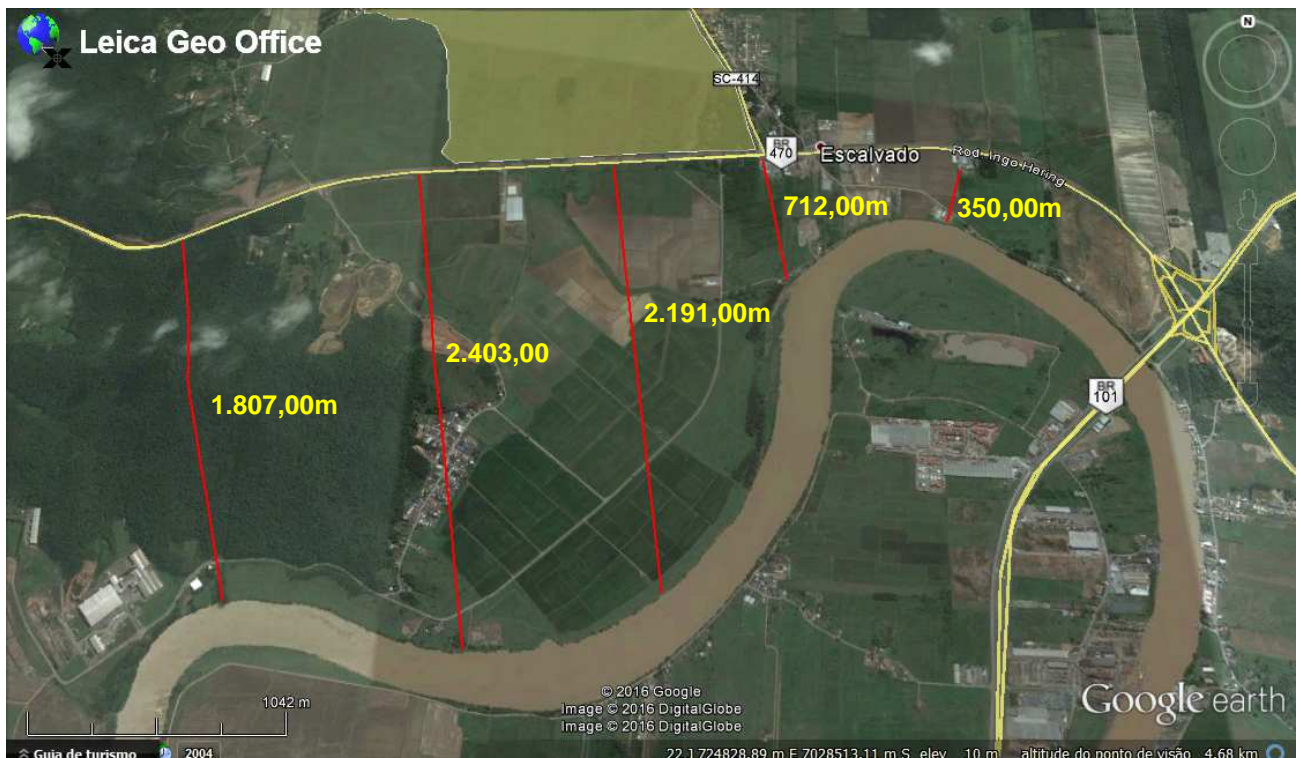 Leica Geo Office
N
SC-414
BR
470
Escalvado
Rod. Ingo Hering
712,00m
350,00m
2.191,00m
2.403,00
1.807,00m
BR
101
1042 m
© 2016 Google
Image © 2016 DigitalGlobe
Image © 2016 DigitalGlobe
Google earth
Guia de turismo
2004
22 J 724828.89 m E 7028513.11 m S elev 10 m altitude do ponto de visão 4.68 km